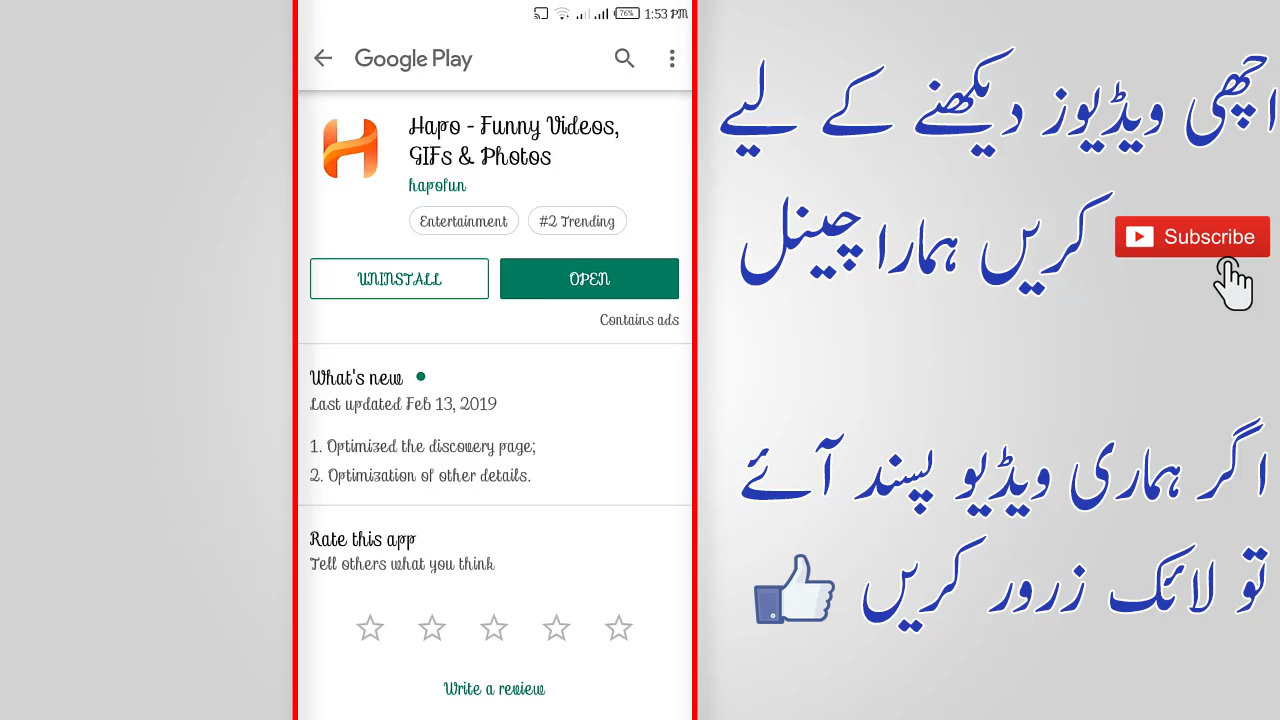 76%
1:53 PM
Google Play
Hapo - Funny Videos,
GIFs & Photos
hapofun
Entertainment
#2 Trending
UNINSTALL
OPEN
Contains ads
What's new
Last updated Feb 13, 2019
1. Optimized the discovery page;
2. Optimization of other details.
Rate this app
Tell others what you think
Write a review
اچھی ویڈیوز دیکھنے کے لیے
Subscribe کریں ہمارا چینل
اگر ہماری ویڈیو پسند آئے
تو لائک زرور کریں